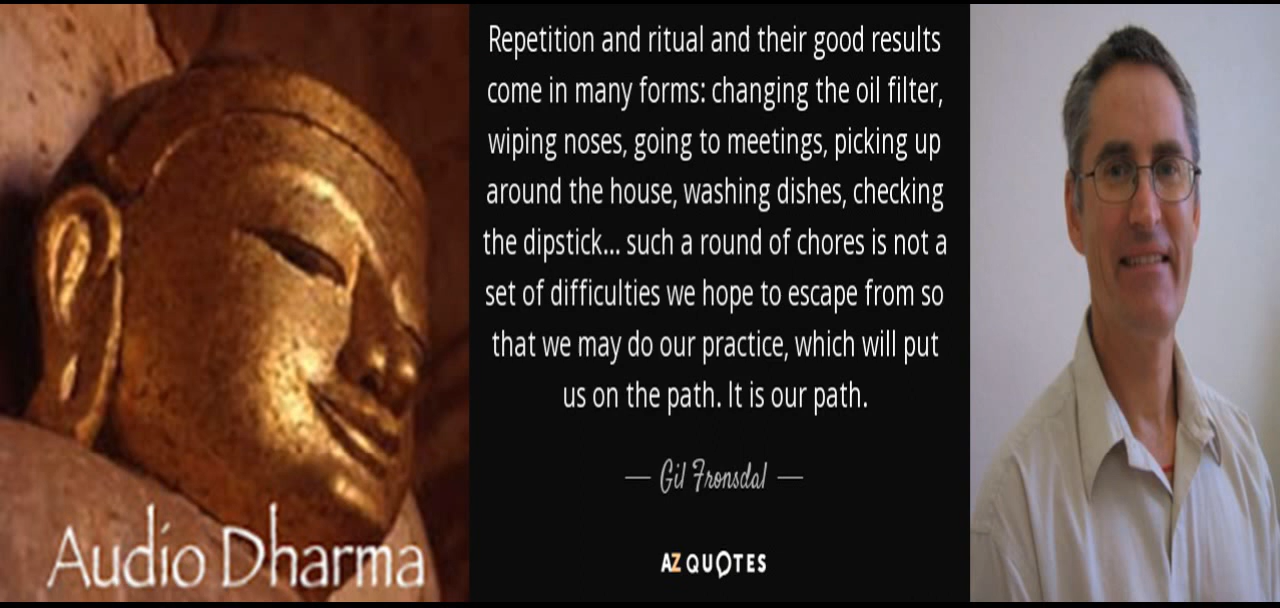 Repetition and ritual and their good results
come in many forms: changing the oil filter,
wiping noses, going to meetings, picking up
around the house, washing dishes, checking
the dipstick... such a round of chores is not a
set of difficulties we hope to escape from so
that we may do our practice, which will put
us on the path. It is our path.
— Gil Fronsdal —
AZ QUOTES
Audio Dharma